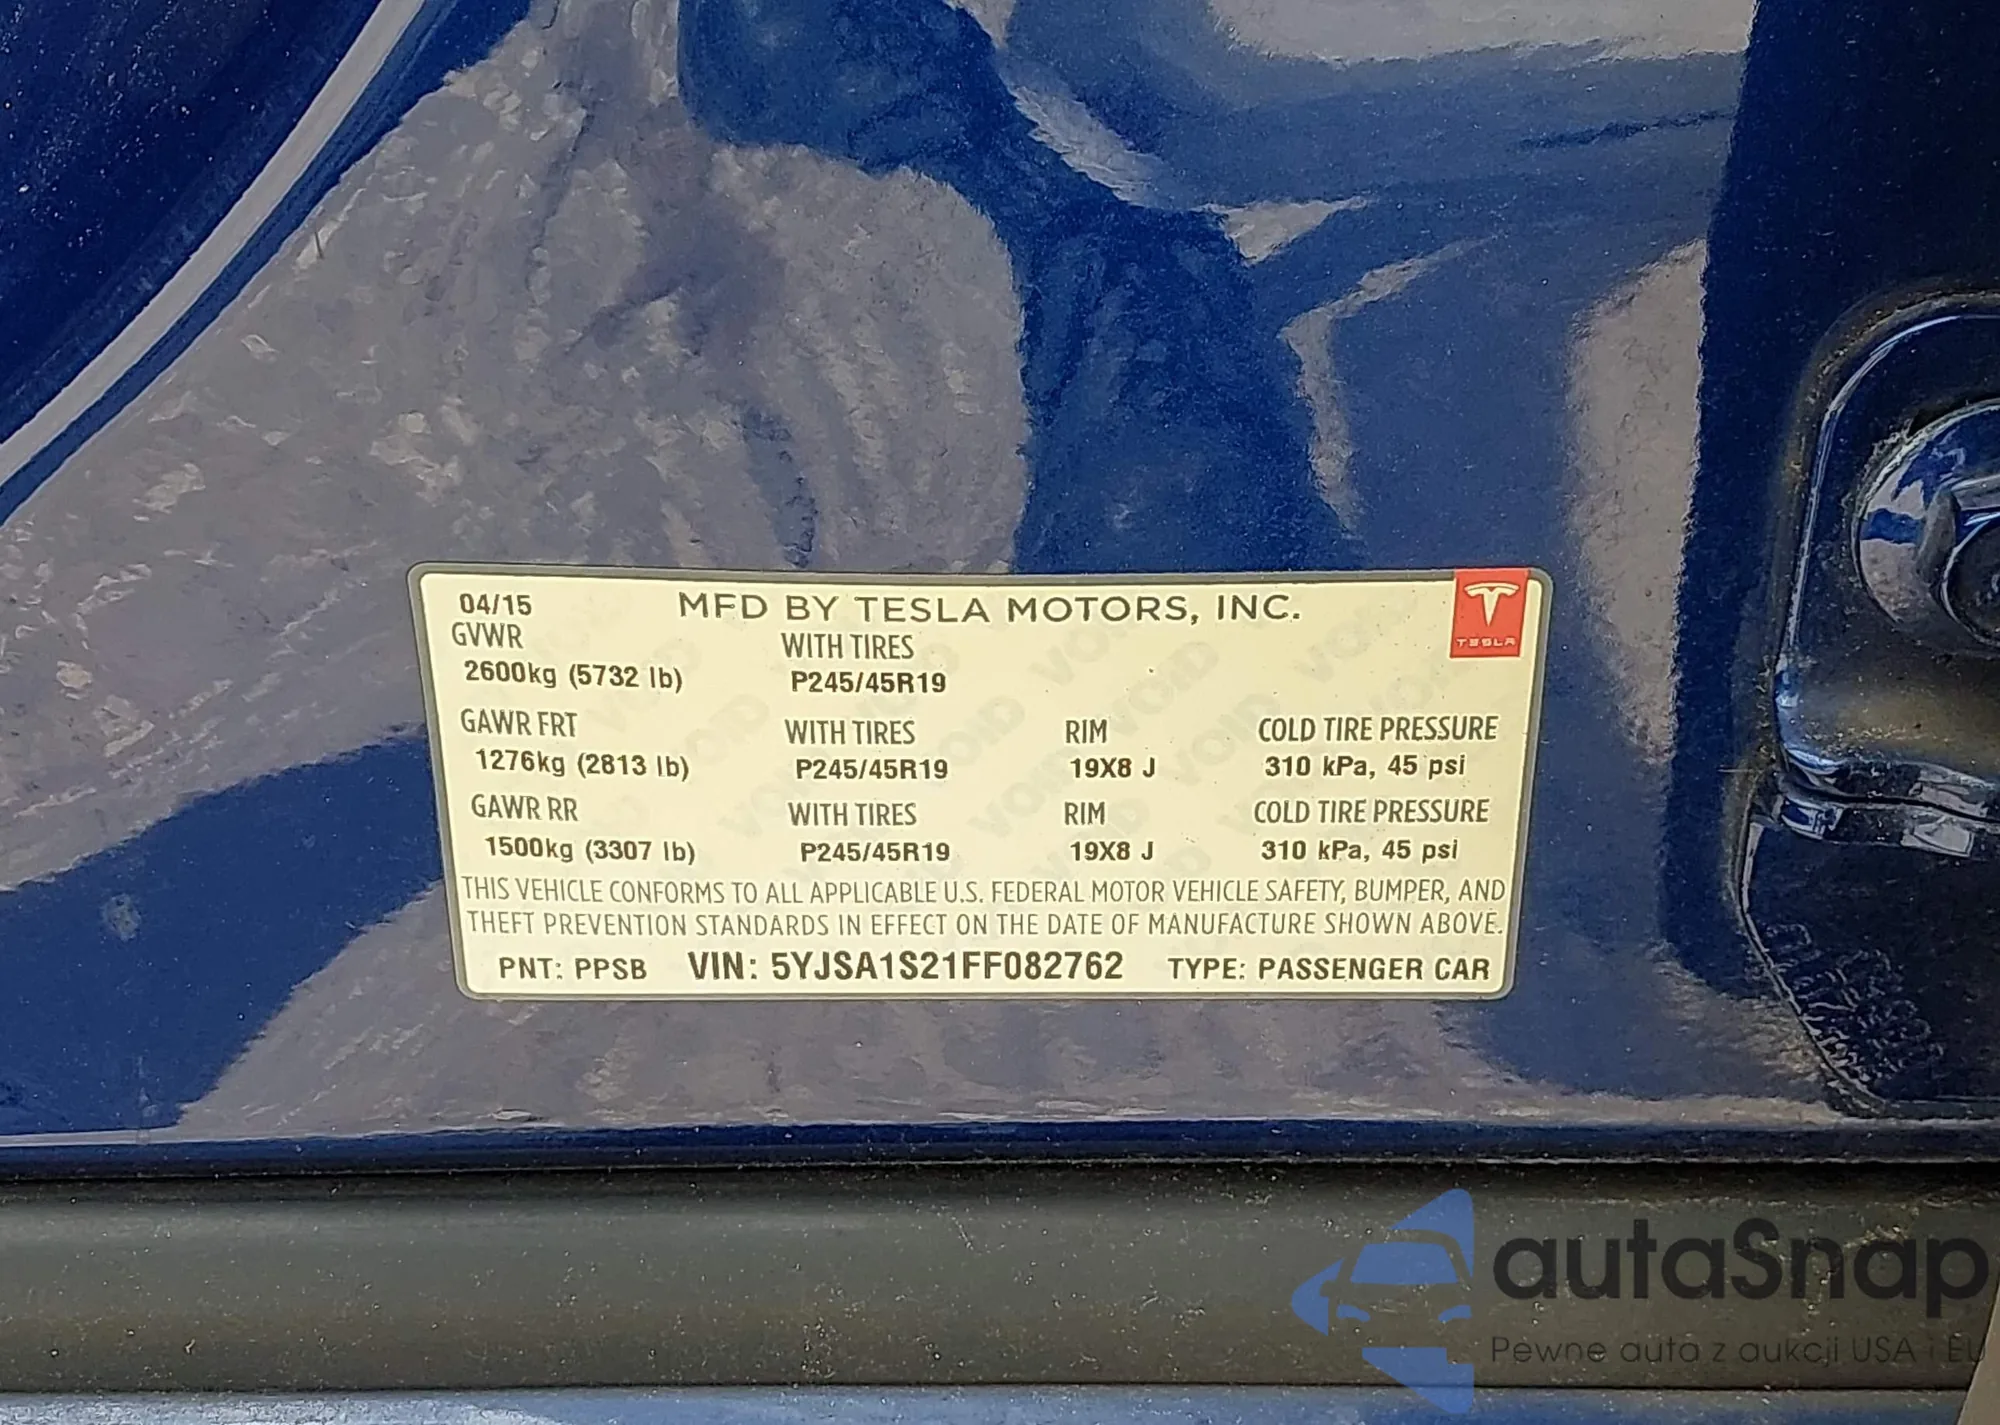 04/15 MFD BY TESLA MOTORS, INC.
TESLA
GVWR WITH TIRES
2600kg (5732 lb) P245/45R19
GAWR FRT WITH TIRES RIM COLD TIRE PRESSURE
1276kg (2813 lb) P245/45R19 19X8 J 310 kPa, 45 psi
GAWR RR WITH TIRES RIM COLD TIRE PRESSURE
1500kg (3307 lb) P245/45R19 19X8 J 310 kPa, 45 psi
THIS VEHICLE CONFORMS TO ALL APPLICABLE U.S. FEDERAL MOTOR VEHICLE SAFETY, BUMPER, AND
THEFT PREVENTION STANDARDS IN EFFECT ON THE DATE OF MANUFACTURE SHOWN ABOVE.
PNT: PPSB VIN: 5YJSA1S21FF082762 TYPE: PASSENGER CAR
autaSnap
Pewne auta z aukcji USA i EU